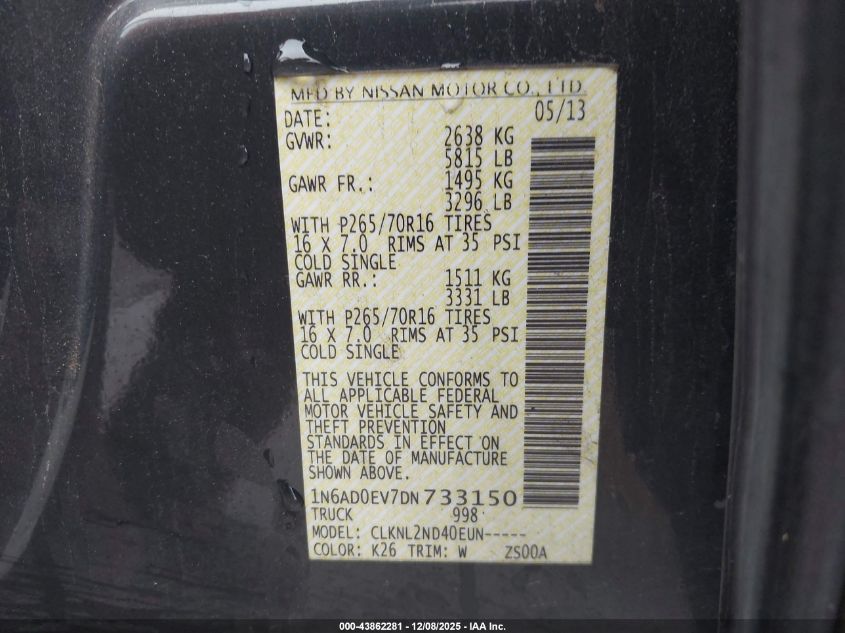 MFD BY NISSAN MOTOR CO., LTD.
DATE: 05/13
GVWR: 2638 KG
5815 LB
GAWR FR.: 1495 KG
3296 LB
WITH P265/70R16 TIRES
16 X 7.0 RIMS AT 35 PSI
COLD SINGLE
GAWR RR.: 1511 KG
3331 LB
WITH P265/70R16 TIRES
16 X 7.0 RIMS AT 35 PSI
COLD SINGLE
THIS VEHICLE CONFORMS TO
ALL APPLICABLE FEDERAL
MOTOR VEHICLE SAFETY AND
THEFT PREVENTION
STANDARDS IN EFFECT ON
THE DATE OF MANUFACTURE
SHOWN ABOVE.
1N6AD0EV7DN733150
TRUCK 998
MODEL: CLKNL2ND40EUN-----
COLOR: K26 TRIM: W ZS00A
000-43862281 - 12/08/2025 - IAA Inc.